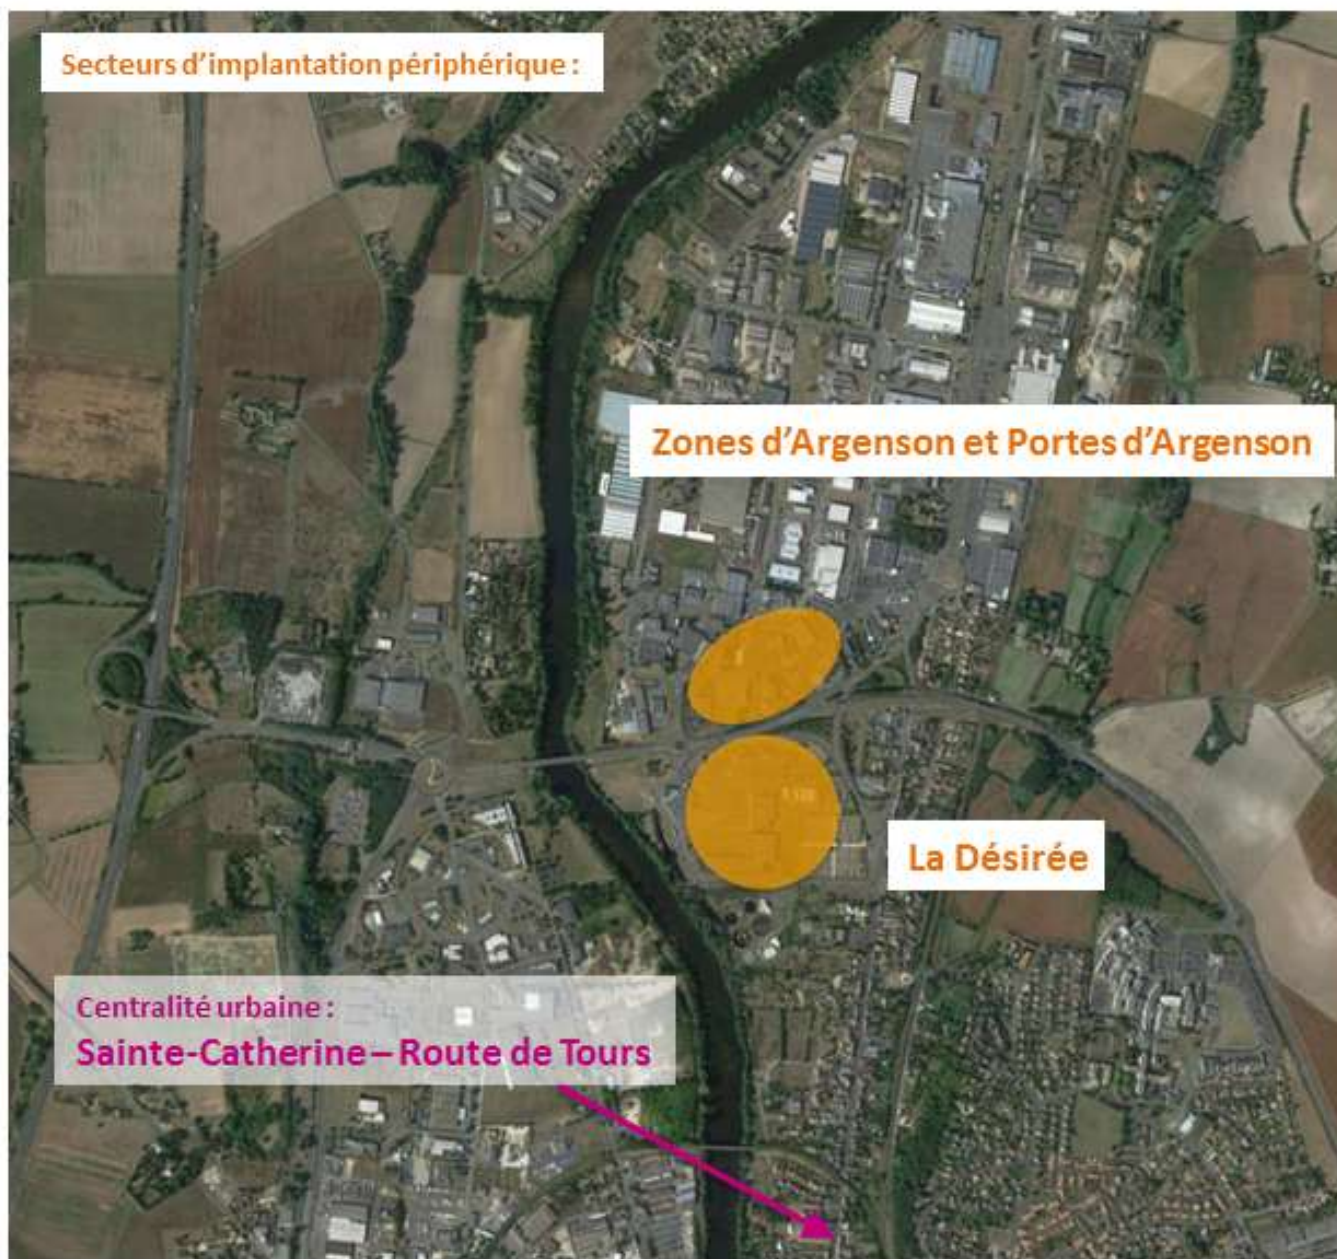 Secteurs d'implantation périphérique :
Zones d'Argenson et Portes d'Argenson
La Désirée
Centralité urbaine :
Sainte-Catherine – Route de Tours